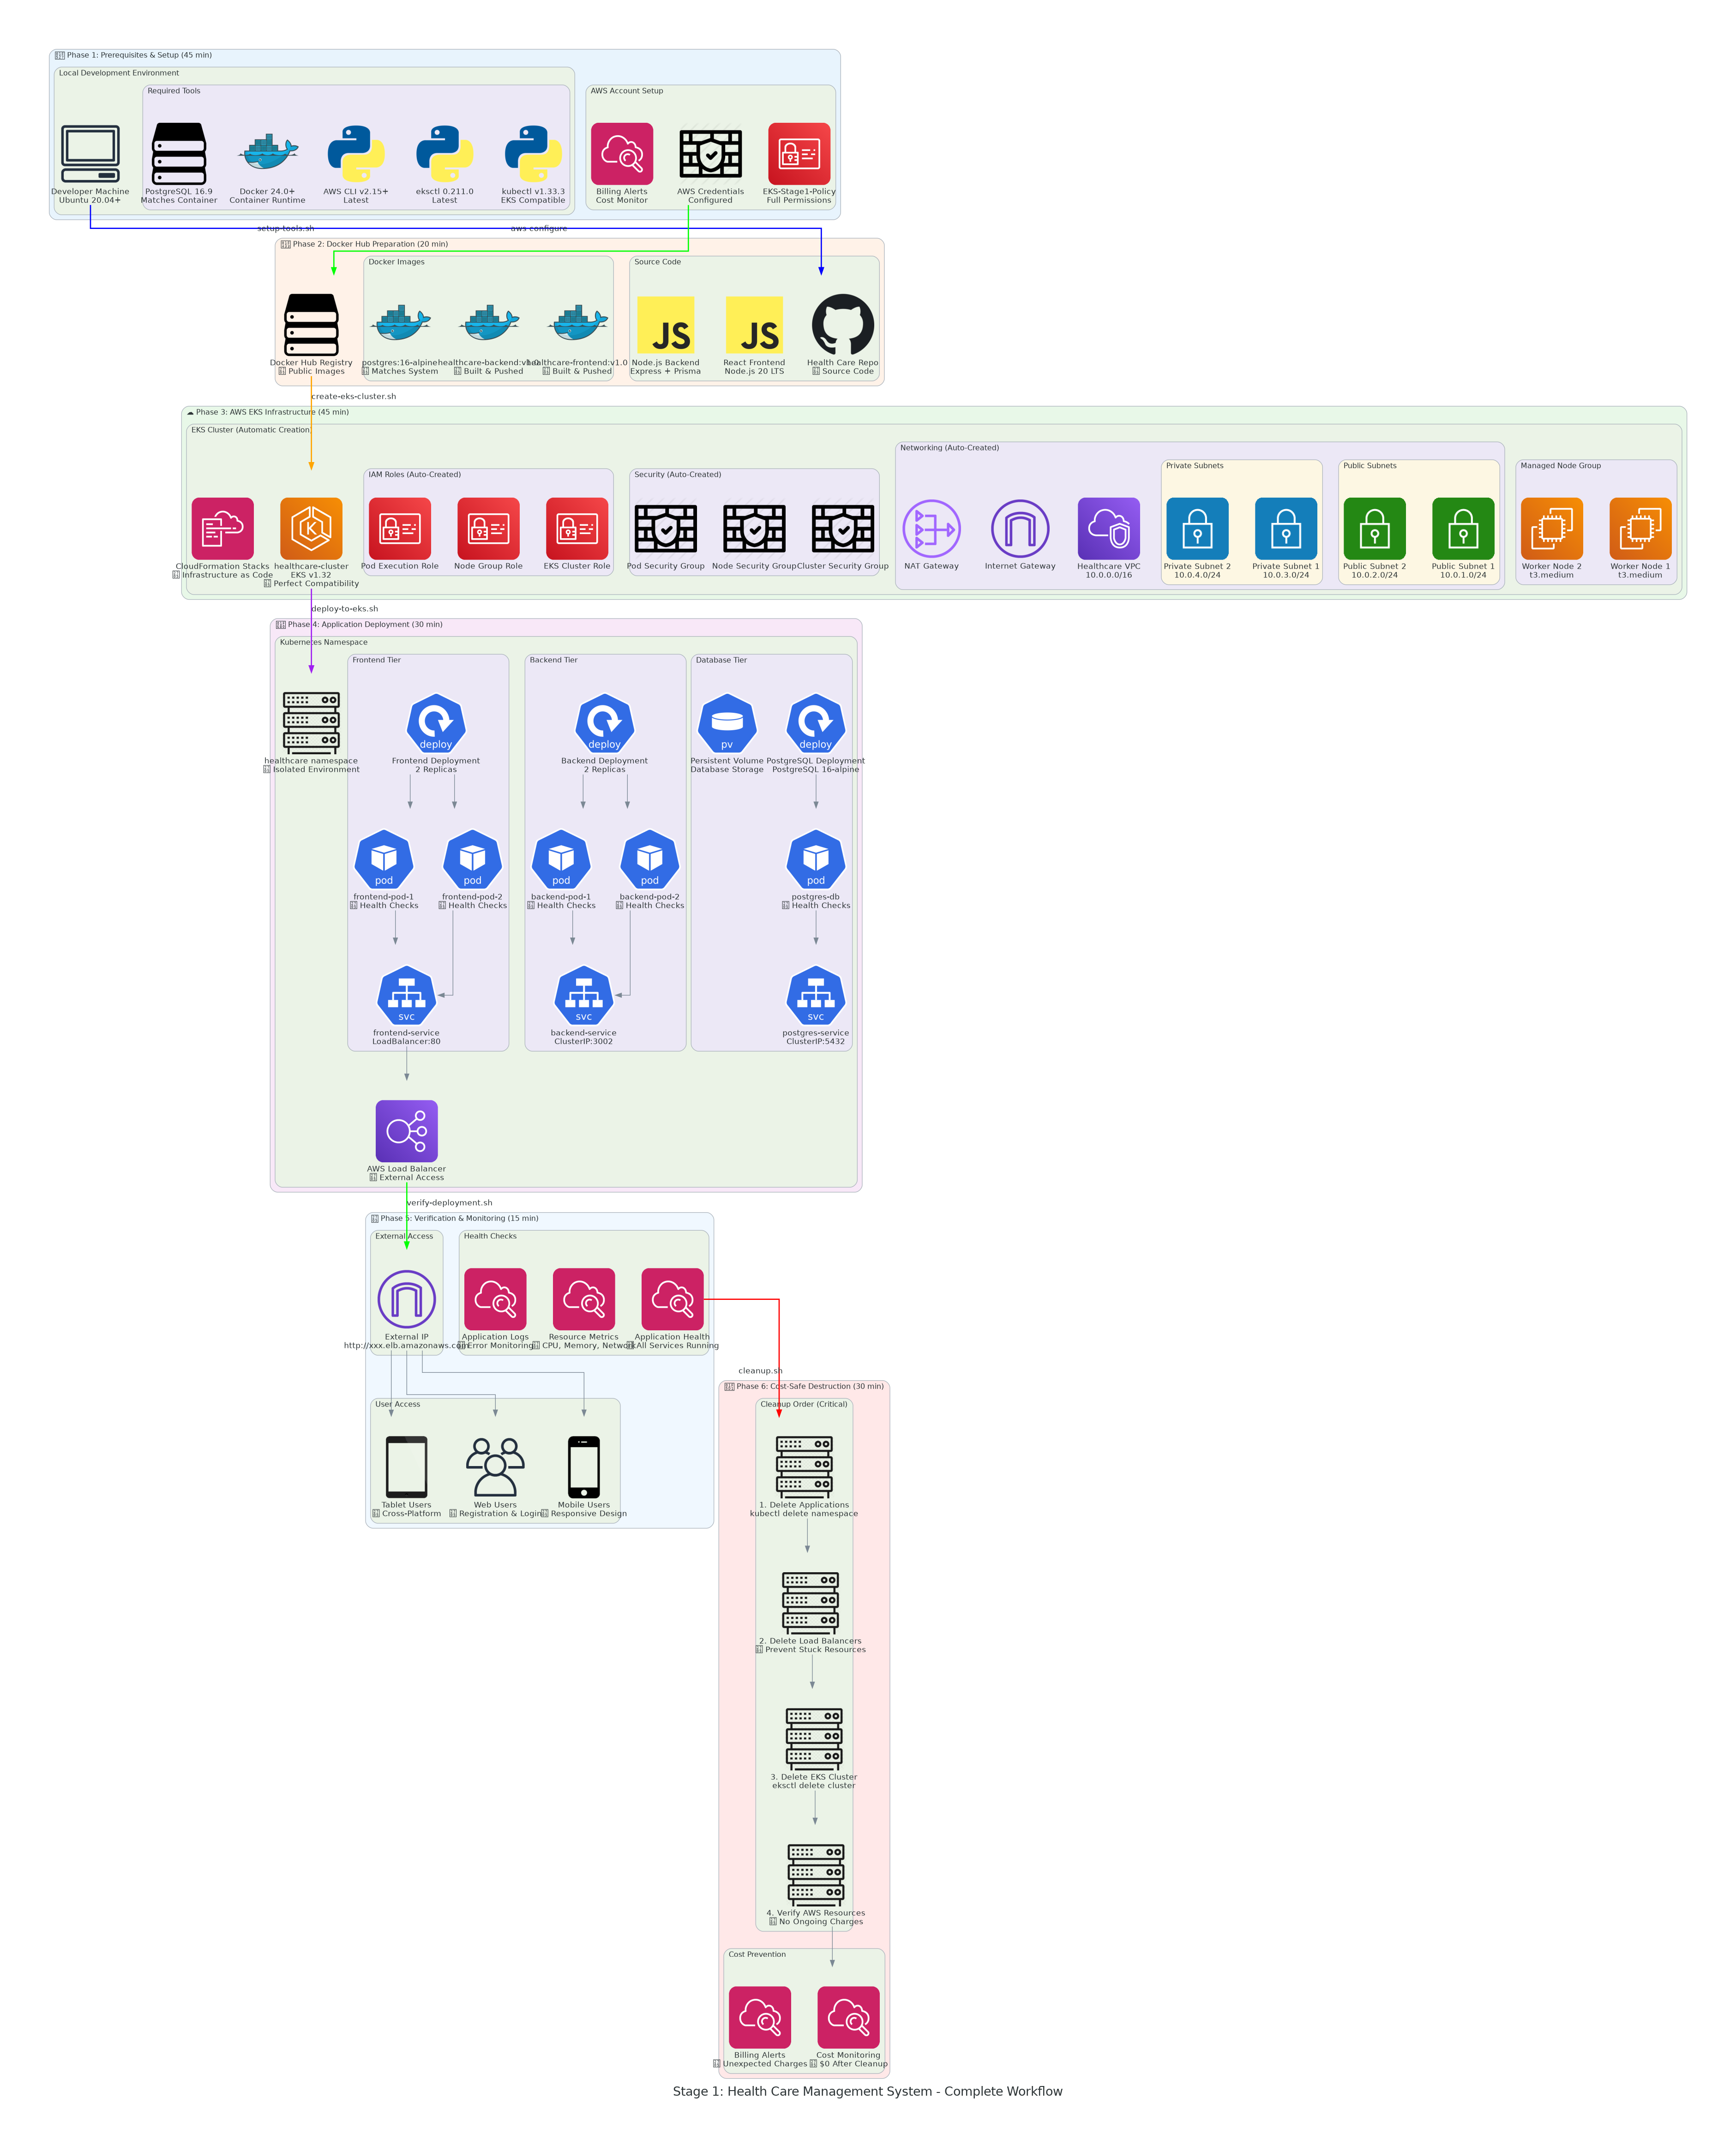 Phase 1: Prerequisites & Setup (45 min)
Local Development Environment
Required Tools
AWS Account Setup
Developer Machine
Ubuntu 20.04+
PostgreSQL 16.9
Matches Container
Docker 24.0+
Container Runtime
AWS CLI v2.15+
Latest
eksctl 0.211.0
Latest
kubectl v1.33.3
EKS Compatible
Billing Alerts
Cost Monitor
AWS Credentials
Configured
EKS-Stage1-Policy
Full Permissions
setup-tools.sh
aws configure
Phase 2: Docker Hub Preparation (20 min)
Docker Images
Source Code
Docker Hub Registry
Public Images
postgres:16-alpine
Matches System
healthcare-backend:v1.0
Built & Pushed
healthcare-frontend:v1.0
Built & Pushed
JS
Node.js Backend
Express + Prisma
JS
React Frontend
Node.js 20 LTS
Health Care Repo
Source Code
create-eks-cluster.sh
☁ Phase 3: AWS EKS Infrastructure (45 min)
EKS Cluster (Automatic Creation)
IAM Roles (Auto-Created)
Security (Auto-Created)
Networking (Auto-Created)
Private Subnets
Public Subnets
Managed Node Group
CloudFormation Stacks
Infrastructure as Code
healthcare-cluster
EKS v1.32
Perfect Compatibility
Pod Execution Role
Node Group Role
EKS Cluster Role
Pod Security Group
Node Security Group
Cluster Security Group
NAT Gateway
Internet Gateway
Healthcare VPC
10.0.0.0/16
Private Subnet 2
10.0.4.0/24
Private Subnet 1
10.0.3.0/24
Public Subnet 2
10.0.2.0/24
Public Subnet 1
10.0.1.0/24
Worker Node 2
t3.medium
Worker Node 1
t3.medium
deploy-to-eks.sh
Phase 4: Application Deployment (30 min)
Kubernetes Namespace
Frontend Tier
Backend Tier
Database Tier
healthcare namespace
Isolated Environment
deploy
Frontend Deployment
2 Replicas
deploy
Backend Deployment
2 Replicas
pv
Persistent Volume
Database Storage
deploy
PostgreSQL Deployment
PostgreSQL 16-alpine
pod
frontend-pod-1
Health Checks
pod
frontend-pod-2
Health Checks
pod
backend-pod-1
Health Checks
pod
backend-pod-2
Health Checks
pod
postgres-db
Health Checks
svc
frontend-service
LoadBalancer:80
svc
backend-service
ClusterIP:3002
svc
postgres-service
ClusterIP:5432
AWS Load Balancer
External Access
verify-deployment.sh
Phase 5: Verification & Monitoring (15 min)
External Access
Health Checks
External IP
http://xxx.elb.amazonaws.com
Application Logs
Error Monitoring
Resource Metrics
CPU, Memory, Network
Application Health
All Services Running
User Access
Tablet Users
Cross-Platform
Web Users
Registration & Login
Mobile Users
Responsive Design
cleanup.sh
Phase 6: Cost-Safe Destruction (30 min)
Cleanup Order (Critical)
1. Delete Applications
kubectl delete namespace
2. Delete Load Balancers
Prevent Stuck Resources
3. Delete EKS Cluster
eksctl delete cluster
4. Verify AWS Resources
No Ongoing Charges
Cost Prevention
Billing Alerts
Unexpected Charges
Cost Monitoring
$0 After Cleanup
Stage 1: Health Care Management System - Complete Workflow